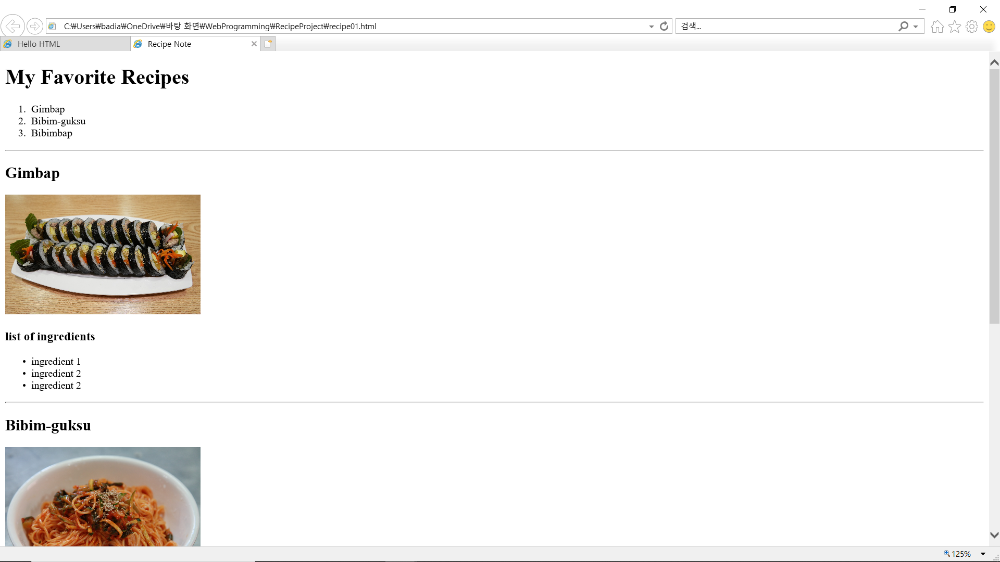 C:₩Users₩badia₩OneDrive₩바탕 화면₩WebProgramming₩RecipeProject₩recipe01.html
검색...
Hello HTML
Recipe Note
My Favorite Recipes
1. Gimbap
2. Bibim-guksu
3. Bibimbap
Gimbap
list of ingredients
• ingredient 1
• ingredient 2
• ingredient 2
Bibim-guksu
125%